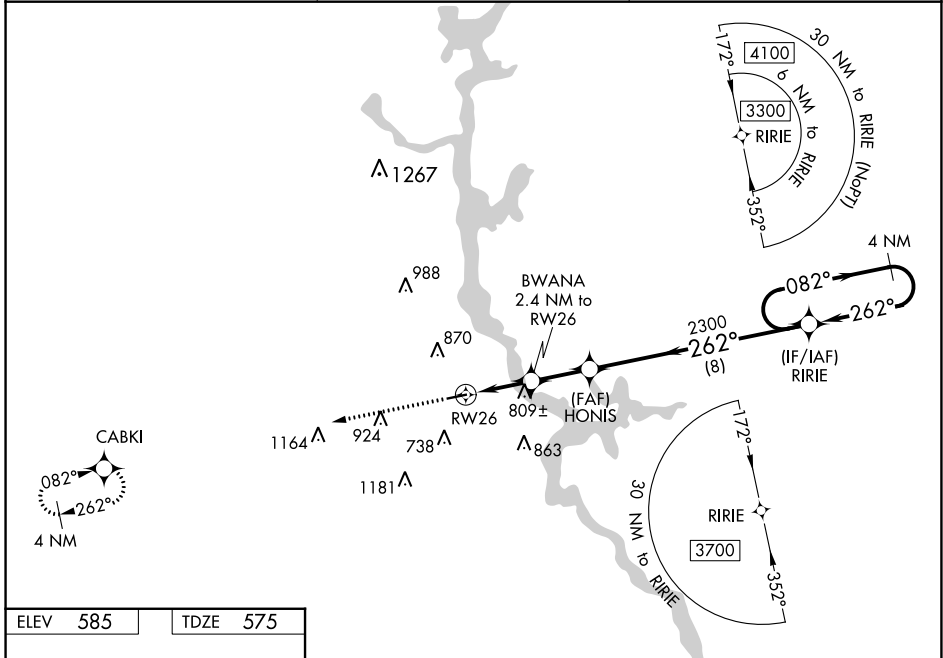 172°
4100
30 NM to RIRIE (NoPT)
6 NM to RIRIE
3300
RIRIE
352°
1267
4 NM
082°
262°
988
BWANA
2.4 NM to
RW26
2300
262°
(8)
(IF/IAF)
RIRIE
870
(FAF)
HONIS
RW26
809±
924
1164
738
863
1181
CABKI
082°
262°
4 NM
172°
30 NM to RIRIE
RIRIE
3700
352°
ELEV 585
TDZE 575